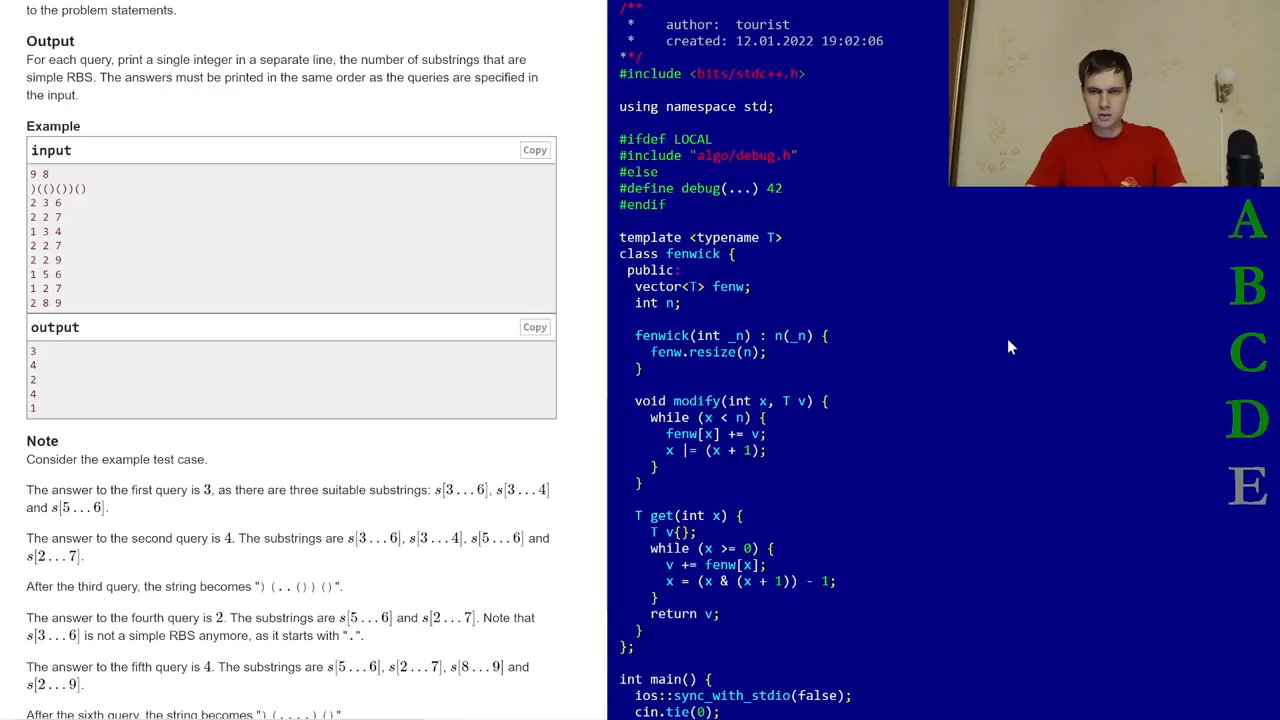 to the problem statements.
Output
For each query, print a single integer in a separate line, the number of substrings that are
simple RBS. The answers must be printed in the same order as the queries are specified in
the input.
Example
input
Copy
9 8
)(()())()
2 3 6
2 2 7
1 3 4
2 2 7
2 2 9
1 5 6
1 2 7
2 8 9
output
Copy
3
4
2
4
1
Note
Consider the example test case.
The answer to the first query is 3, as there are three suitable substrings: s[3…6], s[3…4]
and s[5…6].
The answer to the second query is 4. The substrings are s[3…6], s[3…4], s[5…6] and
s[2…7].
After the third query, the string becomes ")(..())()".
The answer to the fourth query is 2. The substrings are s[5…6] and s[2…7]. Note that
s[3…6] is not a simple RBS anymore, as it starts with ".".
The answer to the fifth query is 4. The substrings are s[5…6], s[2…7], s[8…9] and
s[2…9].
After the sixth query, the string becomes ")(....)()"
/**
 *    author:  tourist
 *    created: 12.01.2022 19:02:06
**/
#include <bits/stdc++.h>
using namespace std;
#ifdef LOCAL
#include "algo/debug.h"
#else
#define debug(...) 42
#endif
template <typename T>
class fenwick {
 public:
  vector<T> fenw;
  int n;
  fenwick(int _n) : n(_n) {
    fenw.resize(n);
  }
  void modify(int x, T v) {
    while (x < n) {
      fenw[x] += v;
      x |= (x + 1);
    }
  }
  T get(int x) {
    T v{};
    while (x >= 0) {
      v += fenw[x];
      x = (x & (x + 1)) - 1;
    }
    return v;
  }
};
int main() {
  ios::sync_with_stdio(false);
  cin.tie(0);
A
B
C
D
E